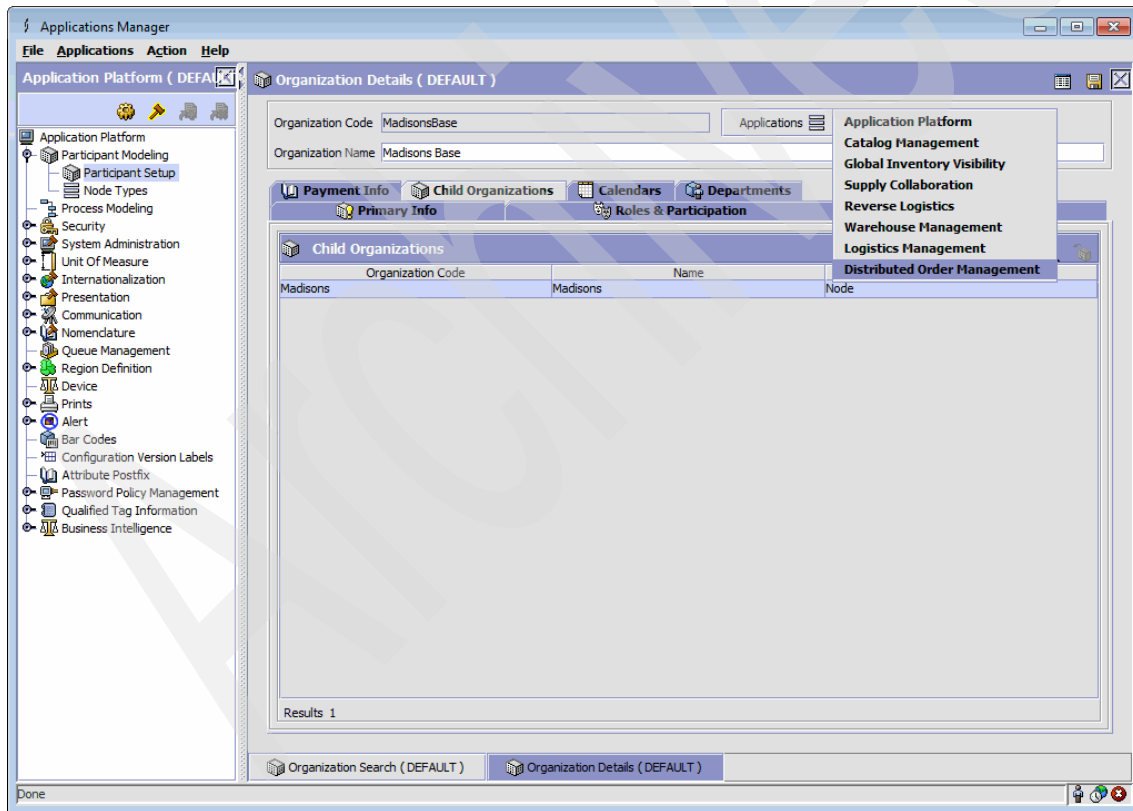 Applications Manager
File Applications Action Help
Application Platform ( DEFAULT
Application Platform
Participant Modeling
Participant Setup
Node Types
Process Modeling
Security
System Administration
Unit Of Measure
Internationalization
Presentation
Communication
Nomenclature
Queue Management
Region Definition
Device
Prints
Alert
Bar Codes
Configuration Version Labels
Attribute Postfix
Password Policy Management
Qualified Tag Information
Business Intelligence
Organization Details ( DEFAULT )
Organization Code MadisonsBase Applications
Organization Name Madisons Base
Application Platform
Catalog Management
Global Inventory Visibility
Supply Collaboration
Reverse Logistics
Warehouse Management
Logistics Management
Distributed Order Management
Payment Info Child Organizations Calendars Departments
Primary Info Roles & Participation
Child Organizations
Organization Code Name
Madisons Madisons Node
Results 1
Organization Search ( DEFAULT ) Organization Details ( DEFAULT )
Done